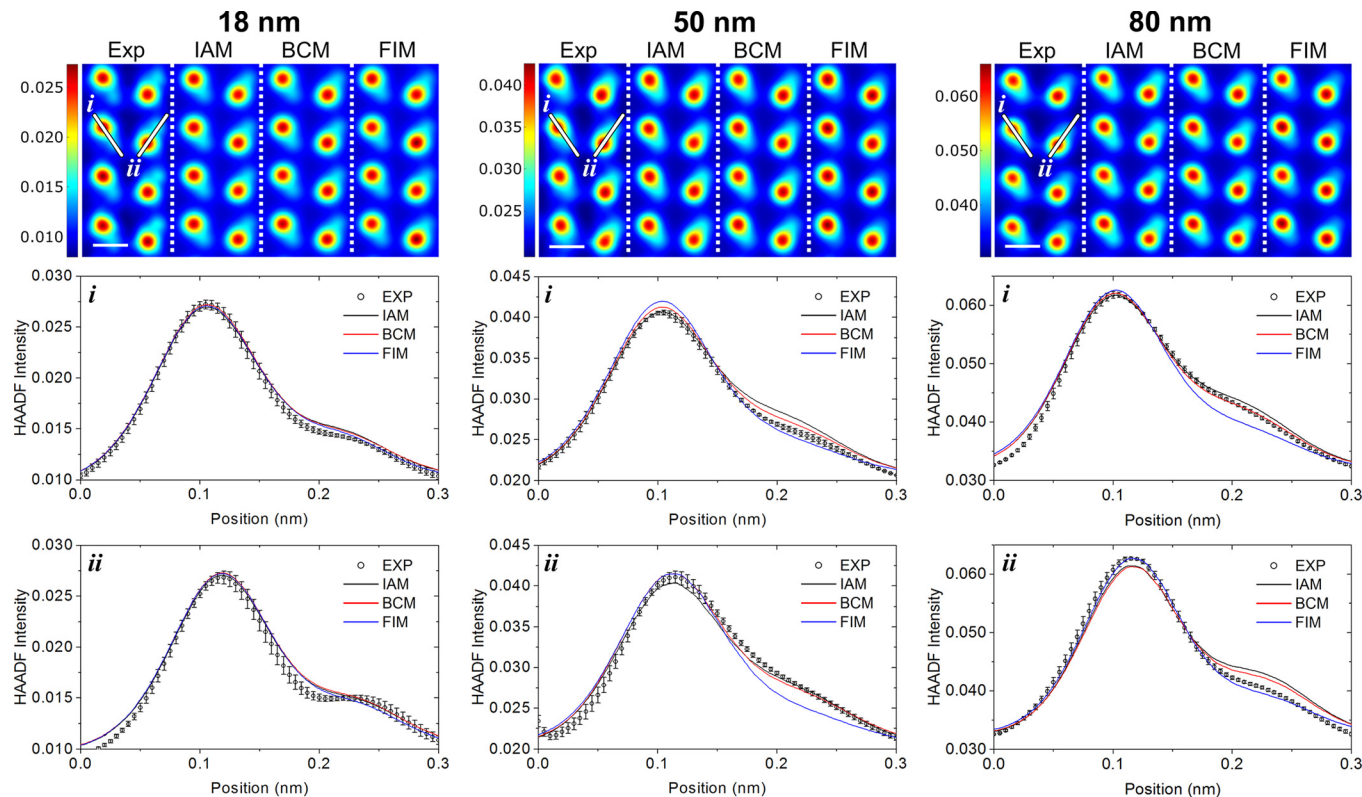 18 nm 50 nm 80 nm
Exp IAM BCM FIM Exp IAM BCM FIM Exp IAM BCM FIM
0.025
0.020
0.015
0.010
i
ii
0.040
0.035
0.030
0.025
i
ii
0.060
0.050
0.040
i
ii
i
EXP
IAM
BCM
FIM
HAADF Intensity
0.030
0.025
0.020
0.015
0.010
0.0 0.1 0.2 0.3
Position (nm)
i
EXP
IAM
BCM
FIM
HAADF Intensity
0.045
0.040
0.035
0.030
0.025
0.020
0.0 0.1 0.2 0.3
Position (nm)
i
EXP
IAM
BCM
FIM
HAADF Intensity
0.060
0.050
0.040
0.030
0.0 0.1 0.2 0.3
Position (nm)
ii
EXP
IAM
BCM
FIM
HAADF Intensity
0.030
0.025
0.020
0.015
0.010
0.0 0.1 0.2 0.3
Position (nm)
ii
EXP
IAM
BCM
FIM
HAADF Intensity
0.045
0.040
0.035
0.030
0.025
0.020
0.0 0.1 0.2 0.3
Position (nm)
ii
EXP
IAM
BCM
FIM
HAADF Intensity
0.060
0.050
0.040
0.030
0.0 0.1 0.2 0.3
Position (nm)